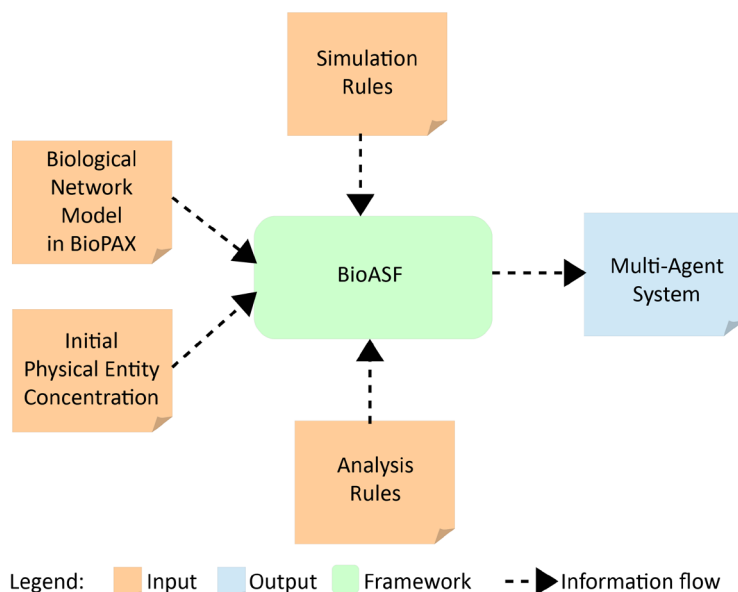 Simulation
Rules
Biological
Network
Model
in BioPAX
BioASF
Multi-Agent
System
Initial
Physical Entity
Concentration
Analysis
Rules
Legend: Input Output Framework Information flow